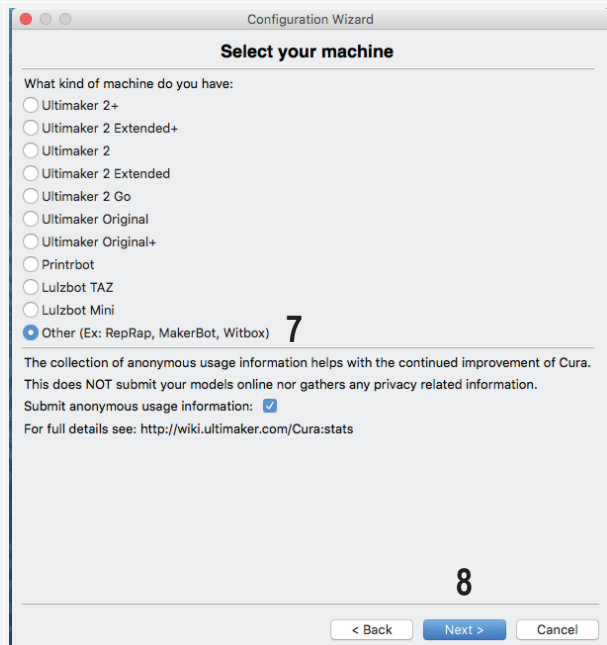 Configuration Wizard
Select your machine
What kind of machine do you have:
Ultimaker 2+
Ultimaker 2 Extended+
Ultimaker 2
Ultimaker 2 Extended
Ultimaker 2 Go
Ultimaker Original
Ultimaker Original+
Printrbot
Lulzbot TAZ
Lulzbot Mini
Other (Ex: RepRap, MakerBot, Witbox) 7
The collection of anonymous usage information helps with the continued improvement of Cura.
This does NOT submit your models online nor gathers any privacy related information.
Submit anonymous usage information:
For full details see: http://wiki.ultimaker.com/Cura:stats
8
< Back Next > Cancel